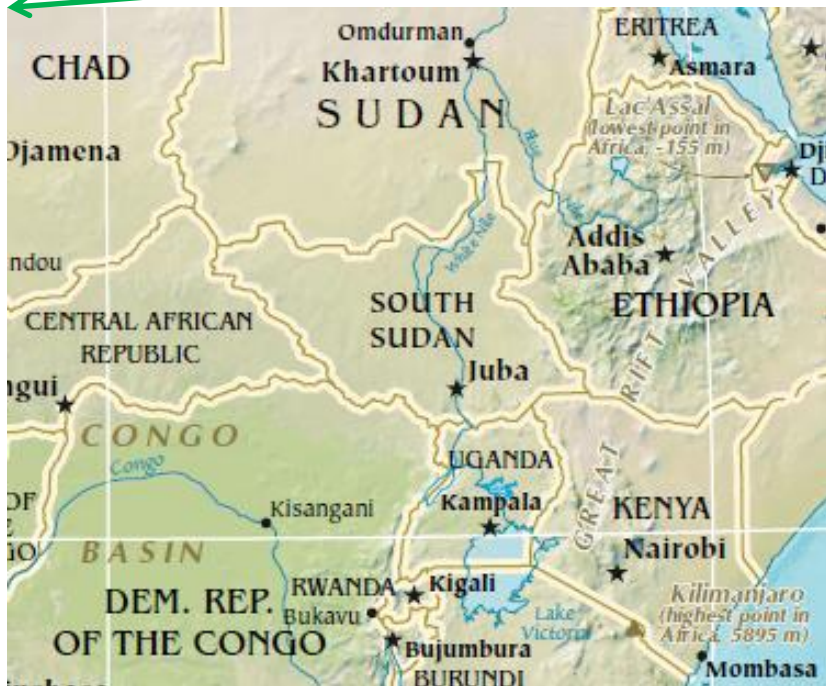 Omdurman
ERITREA
CHAD
Khartoum
Asmara
SUDAN
Lac'Assal
(lowest point in
Africa, -155 m)
Djamena
Dji
D
Blue
Nile
White Nile
Addis
Ababa
VALLEY
ndou
SOUTH
SUDAN
ETHIOPIA
CENTRAL AFRICAN
REPUBLIC
RIFT
Juba
ngui
CONGO
GREAT
Congo
UGANDA
Kampala
KENYA
OF
E
GO
Kisangani
BASIN
Nairobi
RWANDA
Kigali
Kilimanjaro
(highest point in
Africa, 5895 m)
DEM. REP.
OF THE CONGO
Bukavu
Lake
Victoria
Bujumbura
BURUNDI
Mombasa